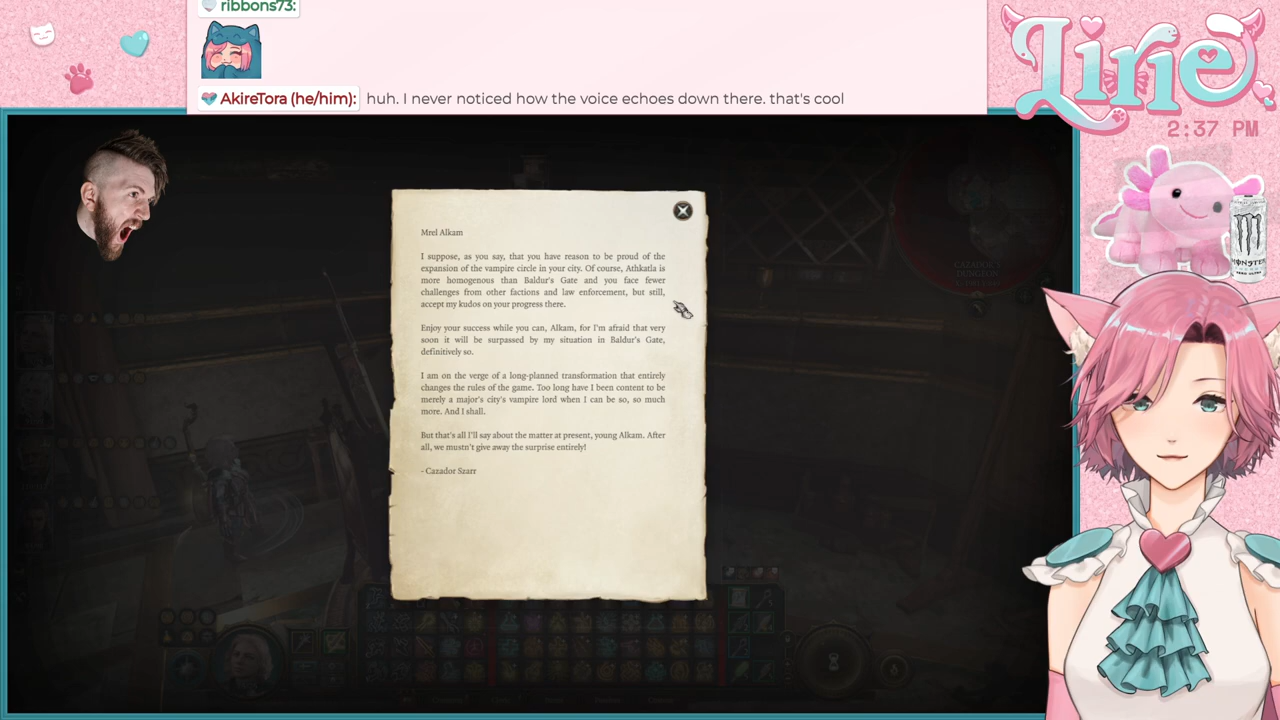 ribbons73:
AkireTora (he/him): huh. I never noticed how the voice echoes down there. that's cool
Lirie
2:37 PM
MONSTER
CAZADOR'S
DUNGEON
Mrel Alkam
I suppose, as you say, that you have reason to be proud of the
expansion of the vampire circle in your city. Of course, Athkatla is
more homogenous than Baldur's Gate and you face fewer
challenges from other factions and law enforcement, but still,
accept my kudos on your progress there.
Enjoy your success while you can, Alkam, for I'm afraid that very
soon it will be surpassed by my situation in Baldur's Gate,
definitively so.
I am on the verge of a long-planned transformation that entirely
changes the rules of the game. Too long have I been content to be
merely a major's city's vampire lord when I can be so, so much
more. And I shall.
But that's all I'll say about the matter at present, young Alkam. After
all, we mustn't give away the surprise entirely!
- Cazador Szarr